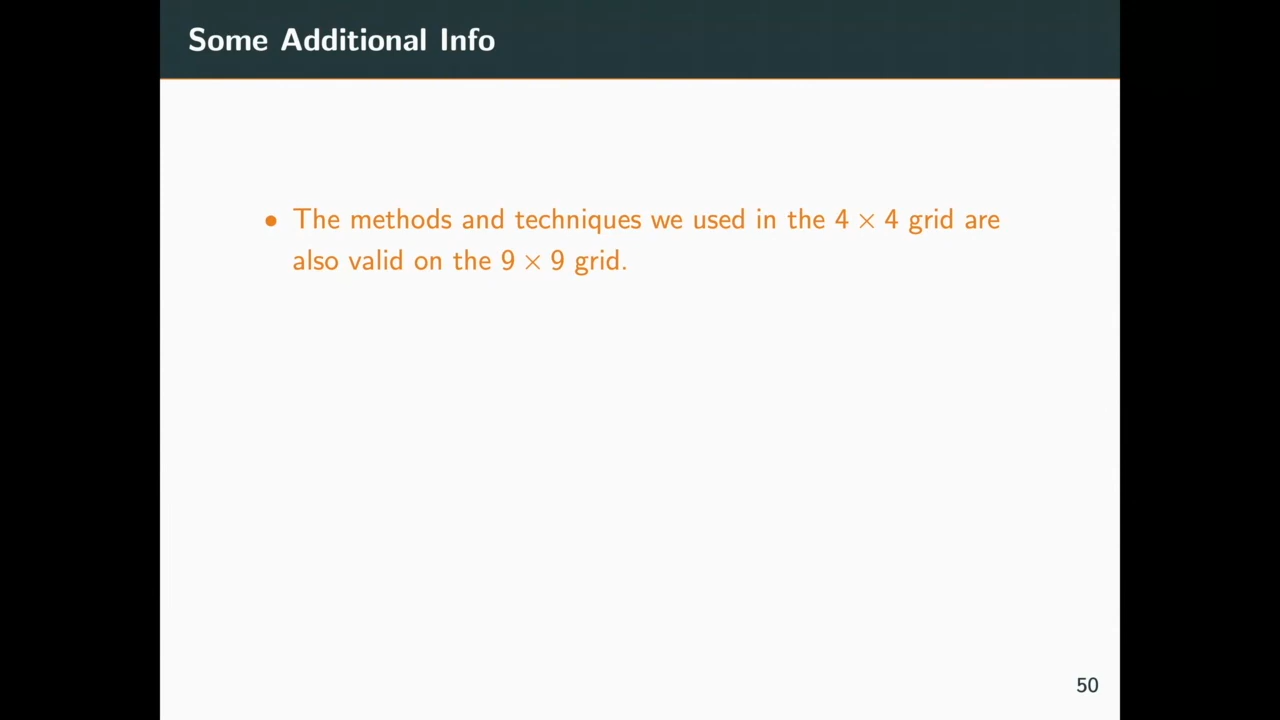 Some Additional Info
• The methods and techniques we used in the 4 × 4 grid are
also valid on the 9 × 9 grid.
50